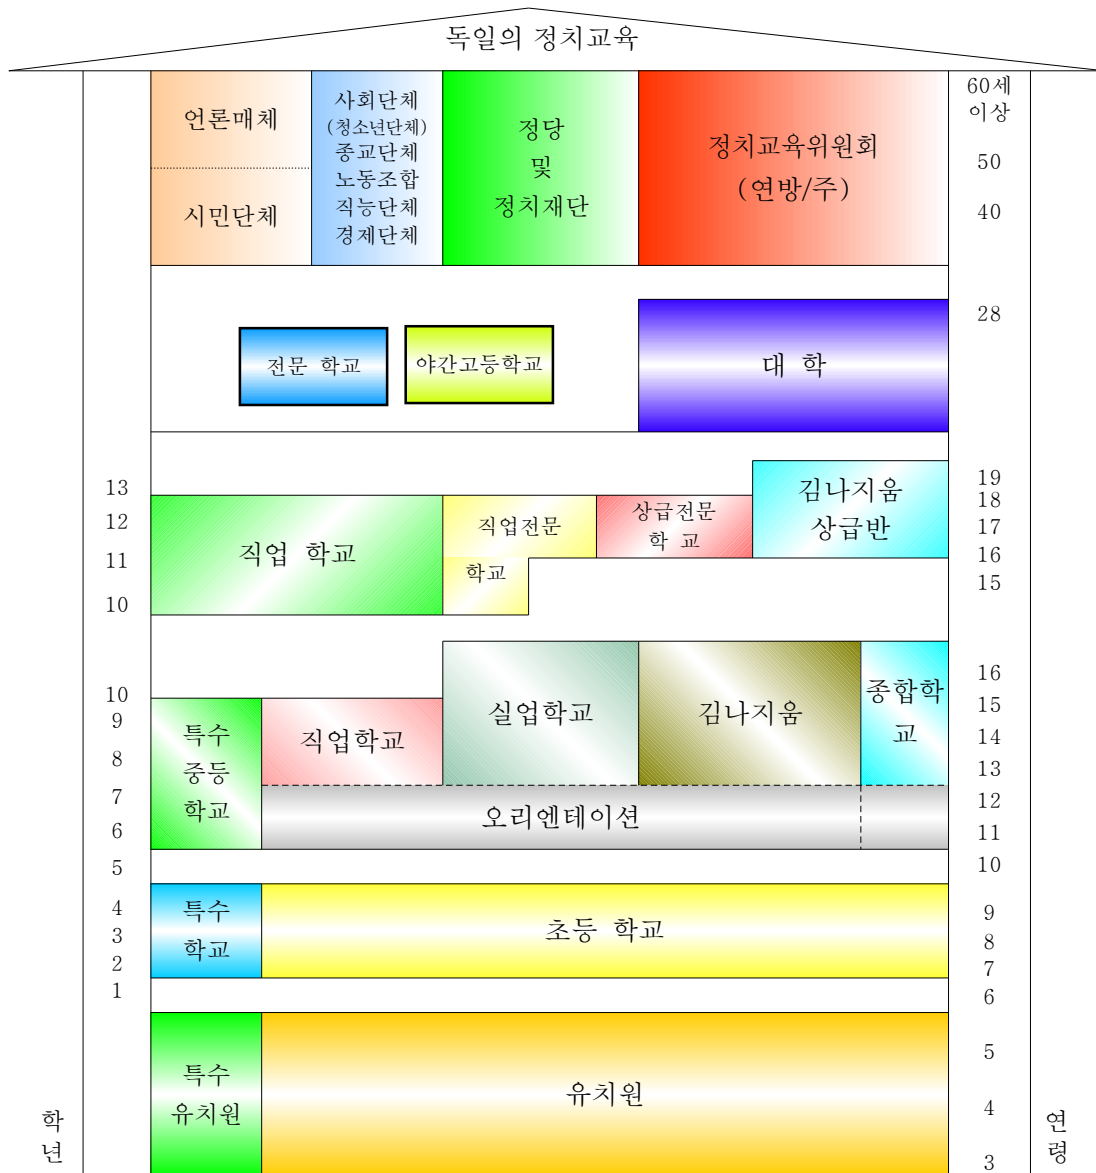 독일의 정치교육
언론매체
시민단체
사회단체
(청소년단체)
종교단체
노동조합
직능단체
경제단체
정당
및
정치재단
정치교육위원회
(연방/주)
60세
이상
50
40
전문 학교
야간고등학교
대 학
28
13
12
11
10
직업 학교
직업전문
학교
상급전문
학 교
김나지움
상급반
19
18
17
16
15
10
9
8
7
6
5
특수
중등
학교
직업학교
실업학교
김나지움
종합학
교
오리엔테이션
16
15
14
13
12
11
10
4
3
2
1
특수
학교
초등 학교
9
8
7
6
특수
유치원
유치원
5
4
3
학
년
연
령